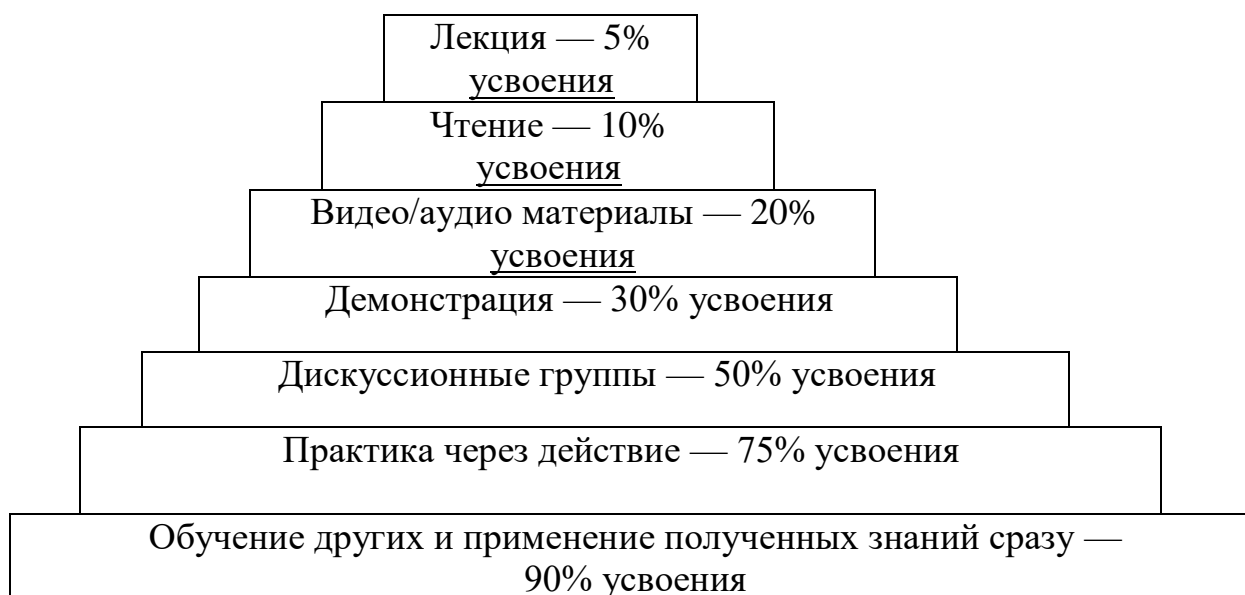 Лекция — 5%
усвоения
Чтение — 10%
усвоения
Видео/аудио материалы — 20%
усвоения
Демонстрация — 30% усвоения
Дискуссионные группы — 50% усвоения
Практика через действие — 75% усвоения
Обучение других и применение полученных знаний сразу —
90% усвоения